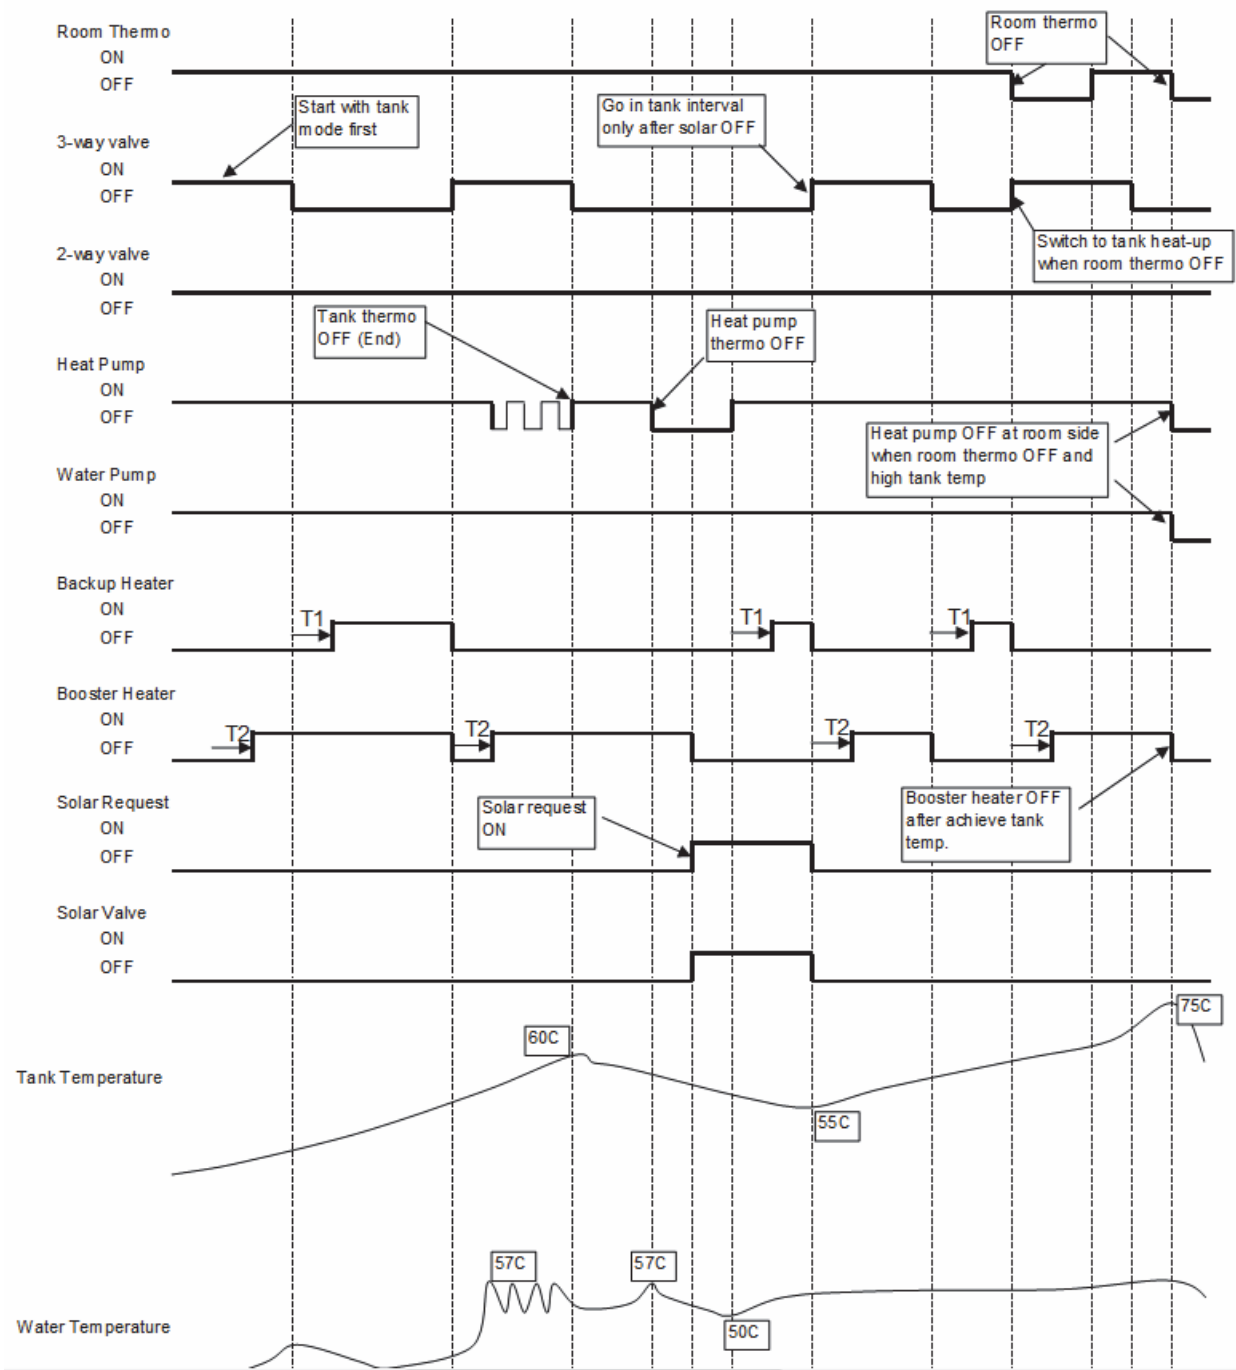 Room Thermo
ON
OFF
Room thermo
OFF
Start with tank
mode first
Go in tank interval
only after solar OFF
3-way valve
ON
OFF
Switch to tank heat-up
when room thermo OFF
2-way valve
ON
OFF
Tank thermo
OFF (End)
Heat pump
thermo OFF
Heat Pump
ON
OFF
Heat pump OFF at room side
when room thermo OFF and
high tank temp
Water Pump
ON
OFF
Backup Heater
ON
OFF
T1
T1
T1
Booster Heater
ON
OFF
T2
T2
T2
T2
Booster heater OFF
after achieve tank
temp.
Solar Request
ON
OFF
Solar request
ON
Solar Valve
ON
OFF
75C
60C
Tank Temperature
55C
57C
57C
Water Temperature
50C